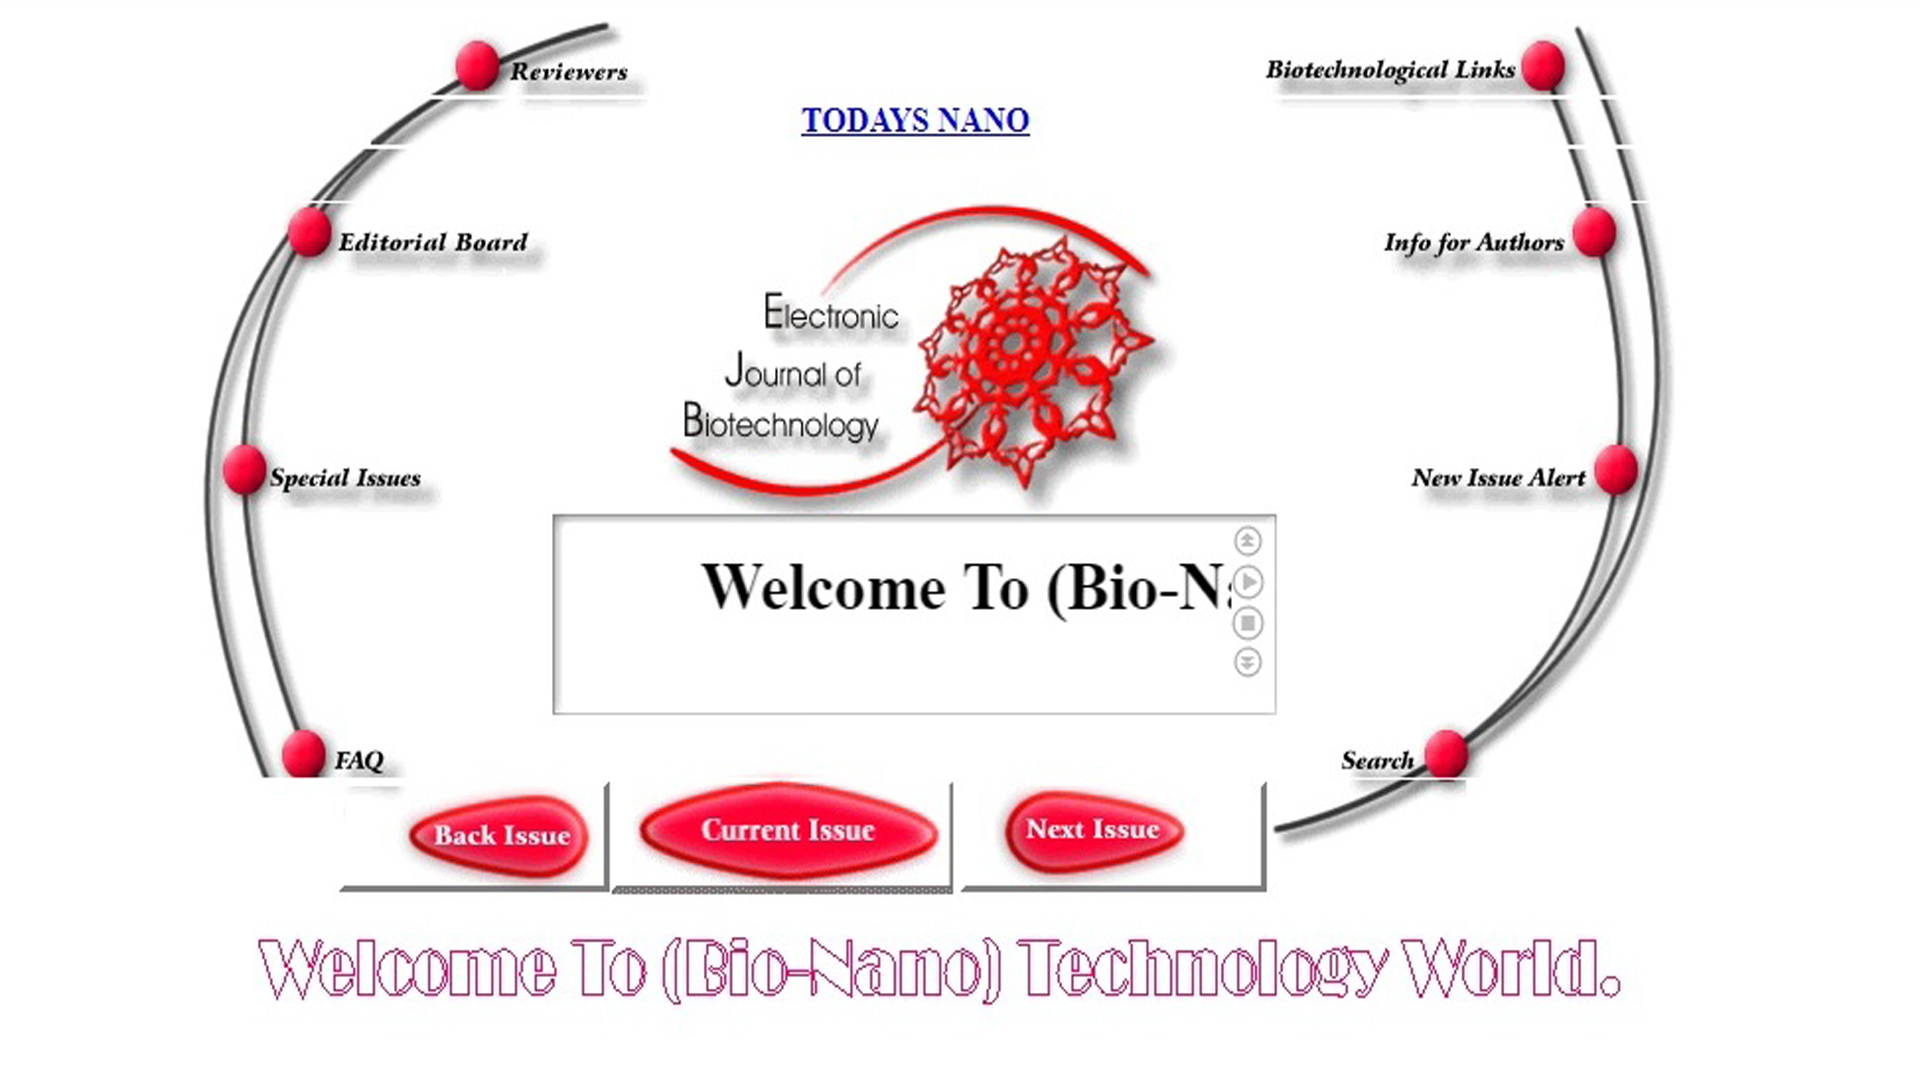 Reviewers
Biotechnological Links
TODAYS NANO
Editorial Board
Info for Authors
Electronic
Journal of
Biotechnology
Special Issues
New Issue Alert
Welcome To (Bio-N
FAQ
Search
Back Issue
Current Issue
Next Issue
Welcome To (Bio-Nano) Technology World.